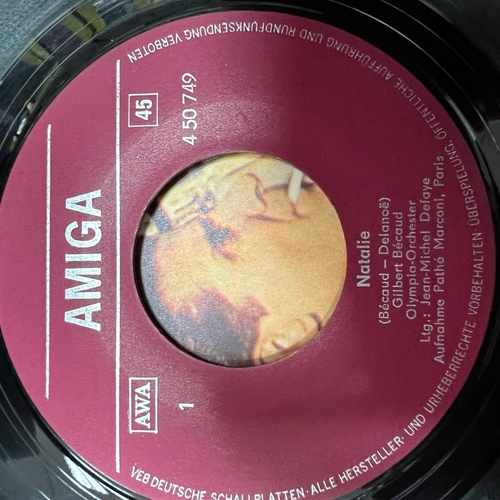 AMIGA
45
4 50 749
AWA
1
Natalie
(Bécaud – Delanoë)
Gilbert Bécaud
Olympia-Orchester
Ltg.: Jean-Michel Defaye
Aufnahme Pathé Marconi, Paris
VEB DEUTSCHE SCHALLPLATTEN · ALLE HERSTELLER- UND URHEBERRECHTE VORBEHALTEN · ÜBERSPIELUNG, ÖFFENTLICHE AUFFÜHRUNG UND RUNDFUNKSENDUNG VERBOTEN